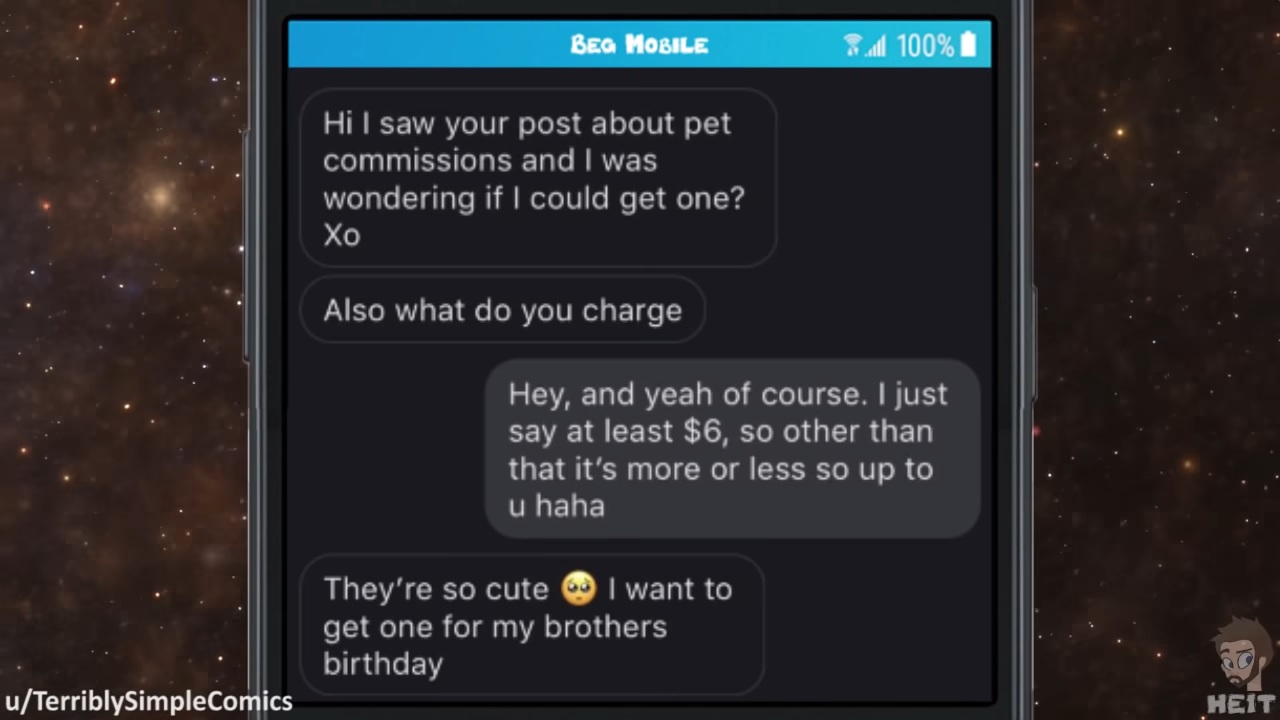 BEG MOBILE
100%
Hi I saw your post about pet
commissions and I was
wondering if I could get one?
Xo
Also what do you charge
Hey, and yeah of course. I just
say at least $6, so other than
that it’s more or less so up to
u haha
They’re so cute 🥺 I want to
get one for my brothers
birthday
u/TerriblySimpleComics
HEIT